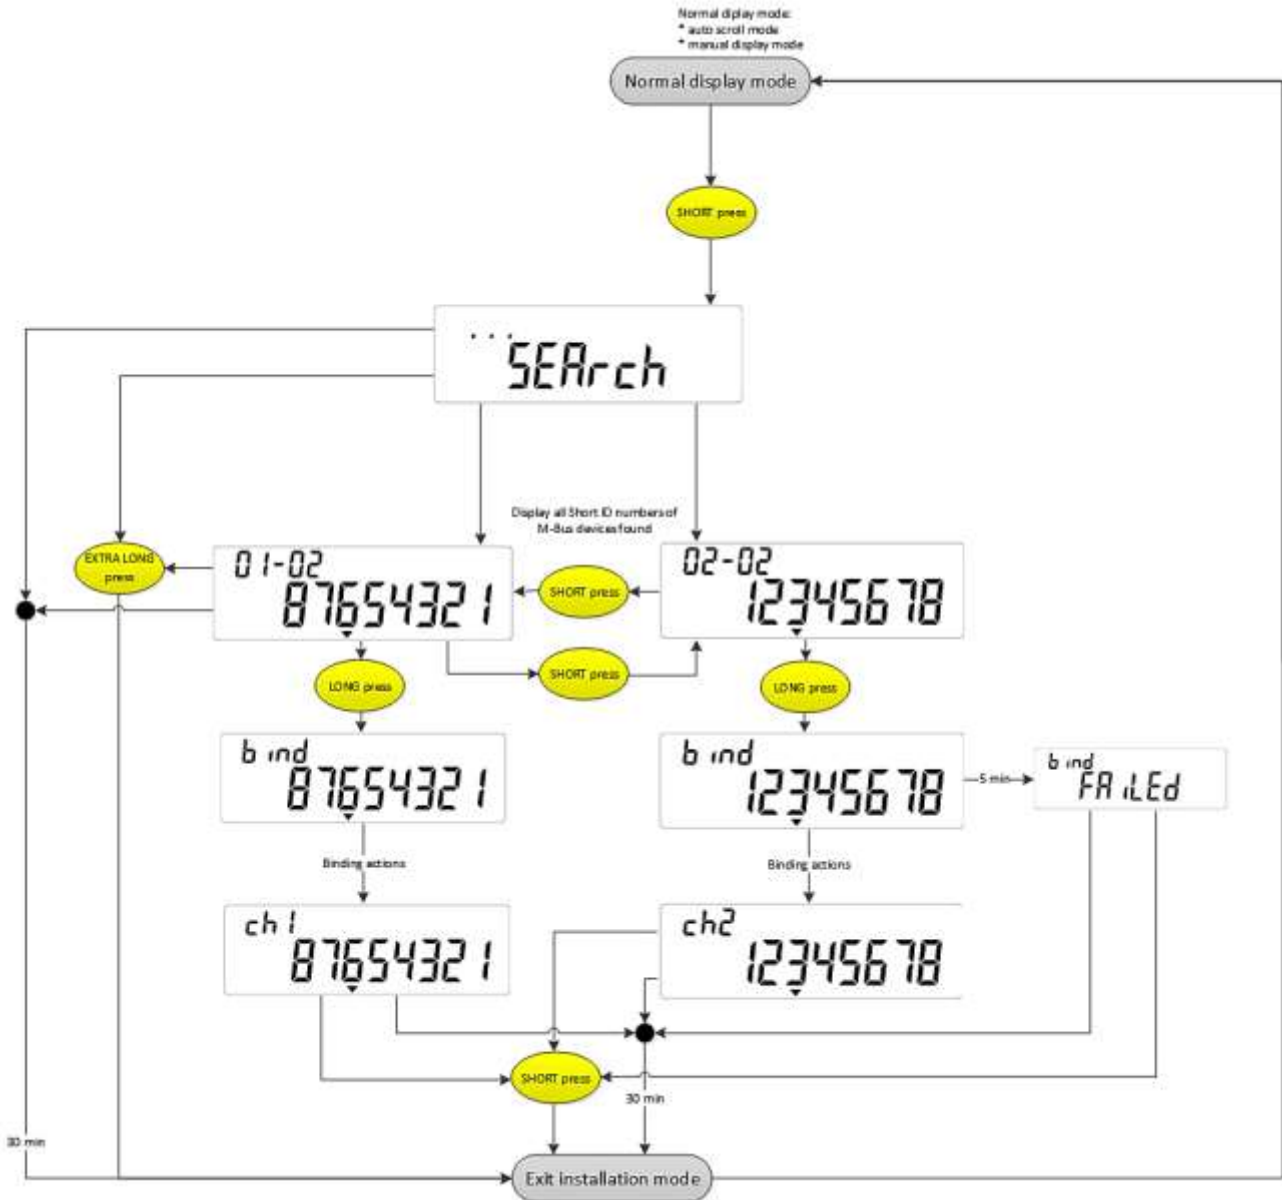 Normal diplay mode:
* auto scroll mode
* manual display mode
Normal display mode
SHORT press
...
SEArch
Display all Short ID numbers of
M-Bus devices found
EXTRA LONG
press
01-02
87654321
SHORT press
02-02
12345678
SHORT press
LONG press
LONG press
bind
87654321
bind
12345678
5 min
bind
FAiLEd
Binding actions
Binding actions
ch1
87654321
ch2
12345678
SHORT press
30 min
30 min
Exit installation mode